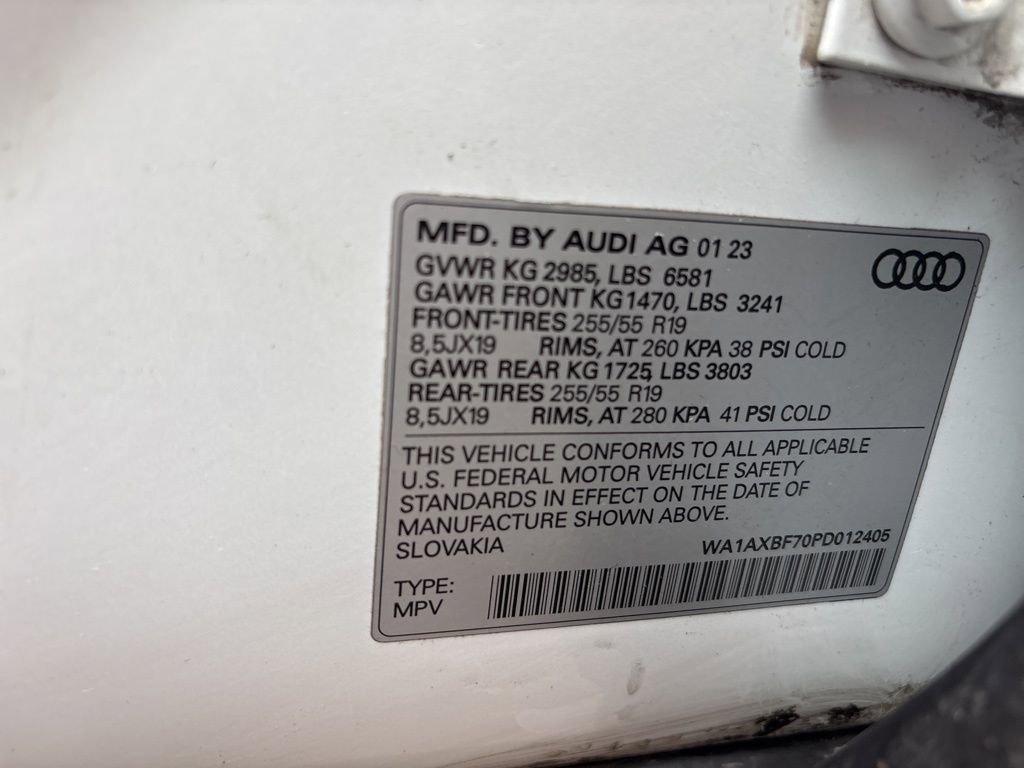 MFD. BY AUDI AG 01 23
GVWR KG 2985, LBS 6581
GAWR FRONT KG 1470, LBS 3241
FRONT-TIRES 255/55 R19
8,5JX19 RIMS, AT 260 KPA 38 PSI COLD
GAWR REAR KG 1725, LBS 3803
REAR-TIRES 255/55 R19
8,5JX19 RIMS, AT 280 KPA 41 PSI COLD
THIS VEHICLE CONFORMS TO ALL APPLICABLE
U.S. FEDERAL MOTOR VEHICLE SAFETY
STANDARDS IN EFFECT ON THE DATE OF
MANUFACTURE SHOWN ABOVE.
SLOVAKIA WA1AXBF70PD012405
TYPE:
MPV